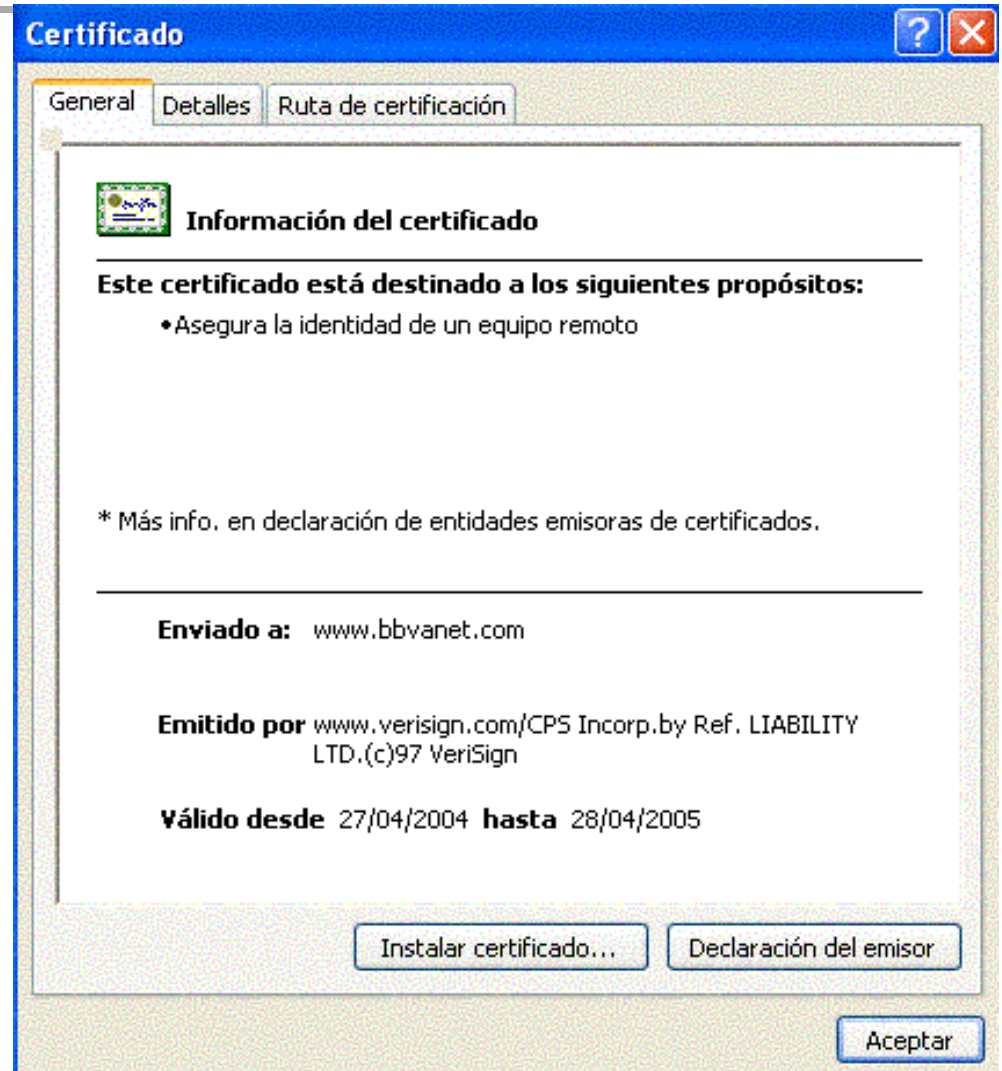 Certificado
General
Detalles
Ruta de certificación
Información del certificado
Este certificado está destinado a los siguientes propósitos:
•Asegura la identidad de un equipo remoto
* Más info. en declaración de entidades emisoras de certificados.
Enviado a: www.bbvanet.com
Emitido por www.verisign.com/CPS Incorp.by Ref. LIABILITY
LTD.(c)97 VeriSign
Válido desde 27/04/2004 hasta 28/04/2005
Instalar certificado...
Declaración del emisor
Aceptar